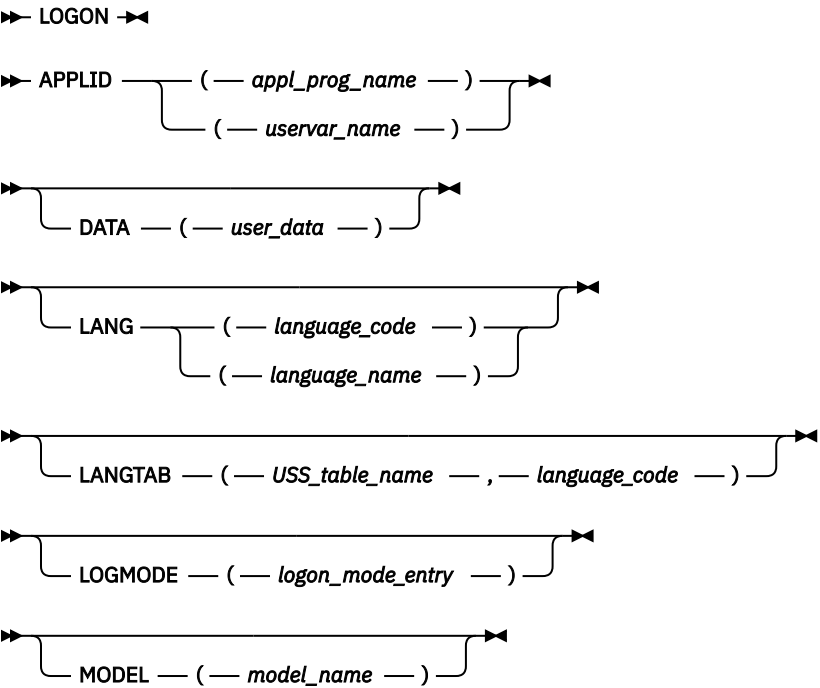 LOGON
APPLID ( appl_prog_name )
( uservar_name )
DATA ( user_data )
LANG ( language_code )
( language_name )
LANGTAB ( USS_table_name , language_code )
LOGMODE ( logon_mode_entry )
MODEL ( model_name )